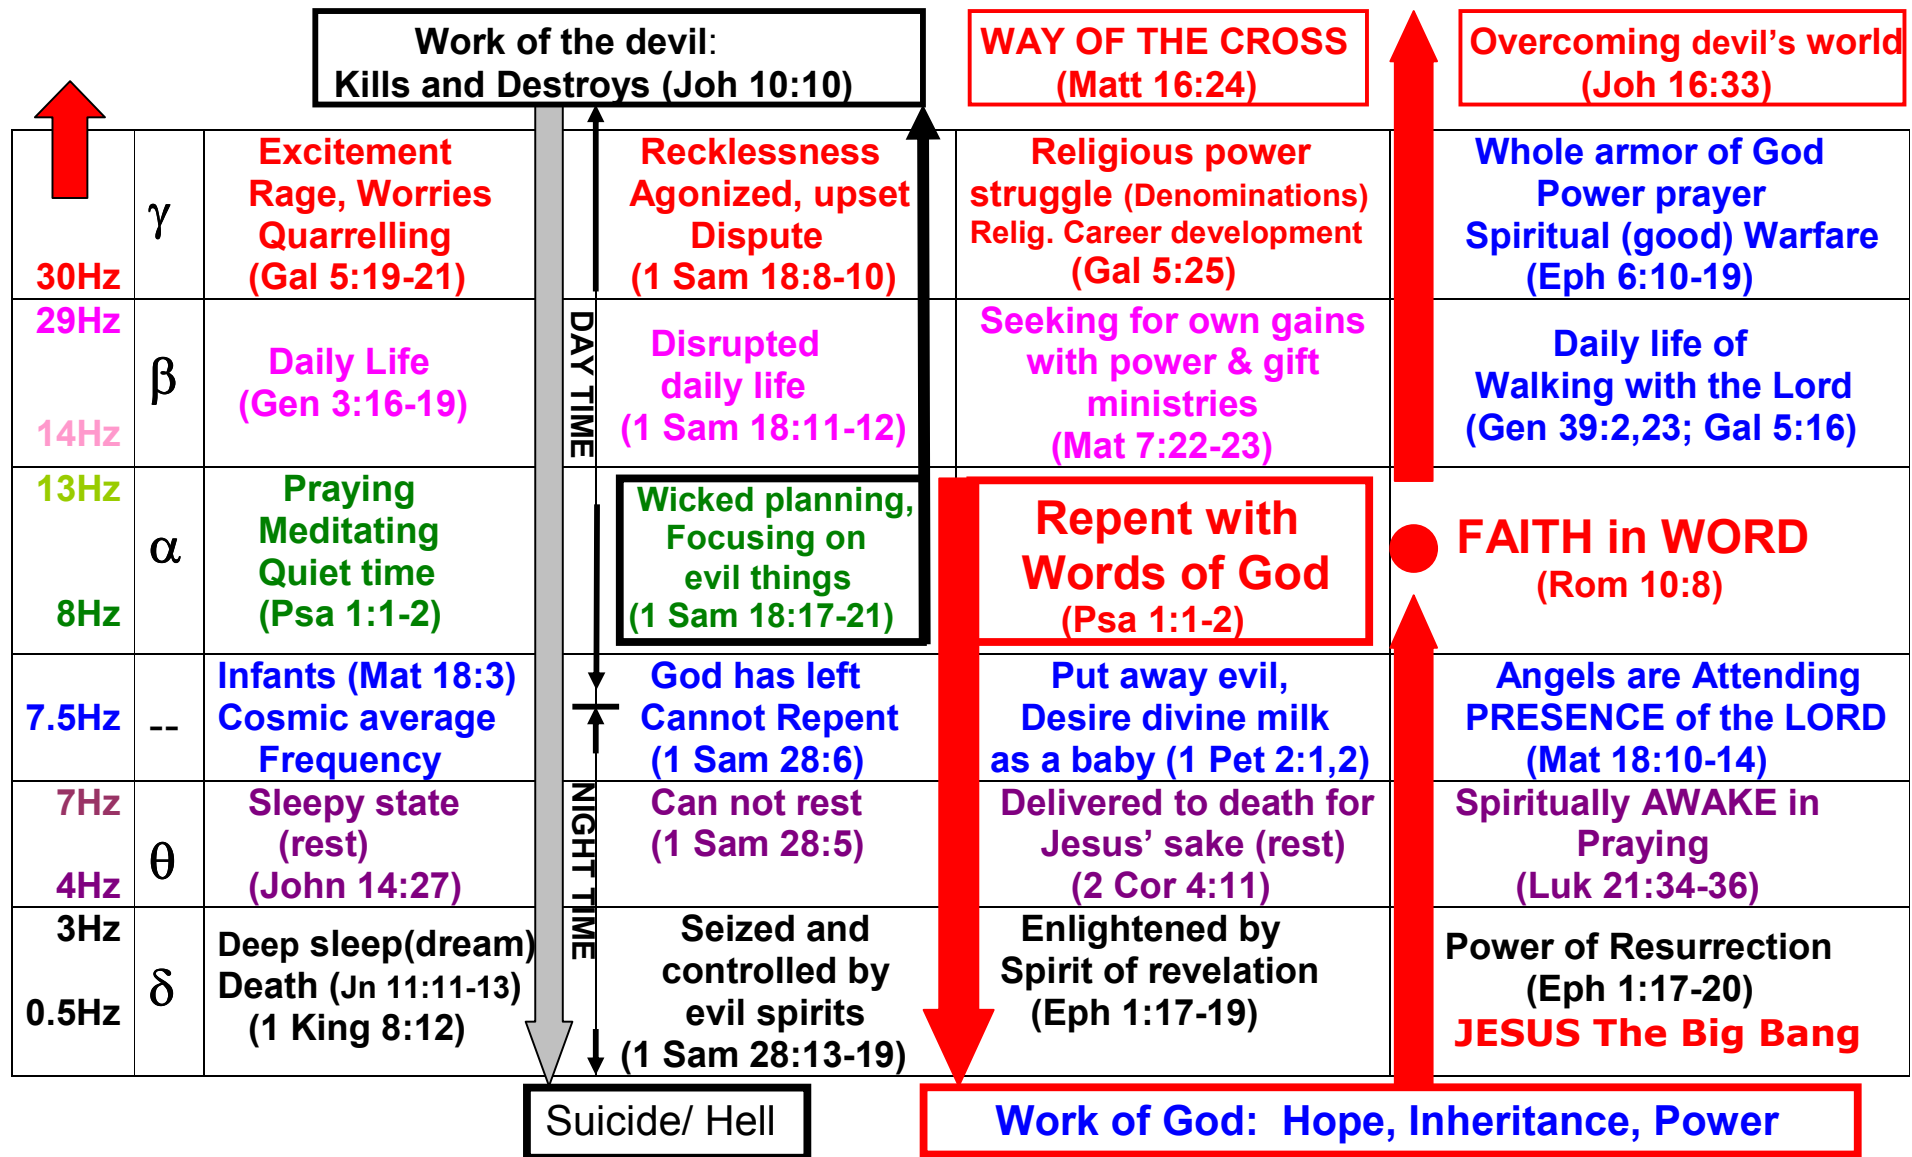 Work of the devil:
Kills and Destroys (Joh 10:10)
WAY OF THE CROSS
(Matt 16:24)
Overcoming devil's world
(Joh 16:33)
30Hz
γ
Excitement
Rage, Worries
Quarrelling
(Gal 5:19-21)
Recklessness
Agonized, upset
Dispute
(1 Sam 18:8-10)
Religious power
struggle (Denominations)
Relig. Career development
(Gal 5:25)
Whole armor of God
Power prayer
Spiritual (good) Warfare
(Eph 6:10-19)
29Hz
14Hz
β
Daily Life
(Gen 3:16-19)
DAY TIME
Disrupted
daily life
(1 Sam 18:11-12)
Seeking for own gains
with power & gift
ministries
(Mat 7:22-23)
Daily life of
Walking with the Lord
(Gen 39:2,23; Gal 5:16)
13Hz
8Hz
α
Praying
Meditating
Quiet time
(Psa 1:1-2)
Wicked planning,
Focusing on
evil things
(1 Sam 18:17-21)
Repent with
Words of God
(Psa 1:1-2)
FAITH in WORD
(Rom 10:8)
7.5Hz
--
Infants (Mat 18:3)
Cosmic average
Frequency
God has left
Cannot Repent
(1 Sam 28:6)
Put away evil,
Desire divine milk
as a baby (1 Pet 2:1,2)
Angels are Attending
PRESENCE of the LORD
(Mat 18:10-14)
7Hz
4Hz
θ
Sleepy state
(rest)
(John 14:27)
NIGHT TIME
Can not rest
(1 Sam 28:5)
Delivered to death for
Jesus' sake (rest)
(2 Cor 4:11)
Spiritually AWAKE in
Praying
(Luk 21:34-36)
3Hz
0.5Hz
δ
Deep sleep(dream)
Death (Jn 11:11-13)
(1 King 8:12)
Seized and
controlled by
evil spirits
(1 Sam 28:13-19)
Enlightened by
Spirit of revelation
(Eph 1:17-19)
Power of Resurrection
(Eph 1:17-20)
JESUS The Big Bang
Suicide/ Hell
Work of God: Hope, Inheritance, Power